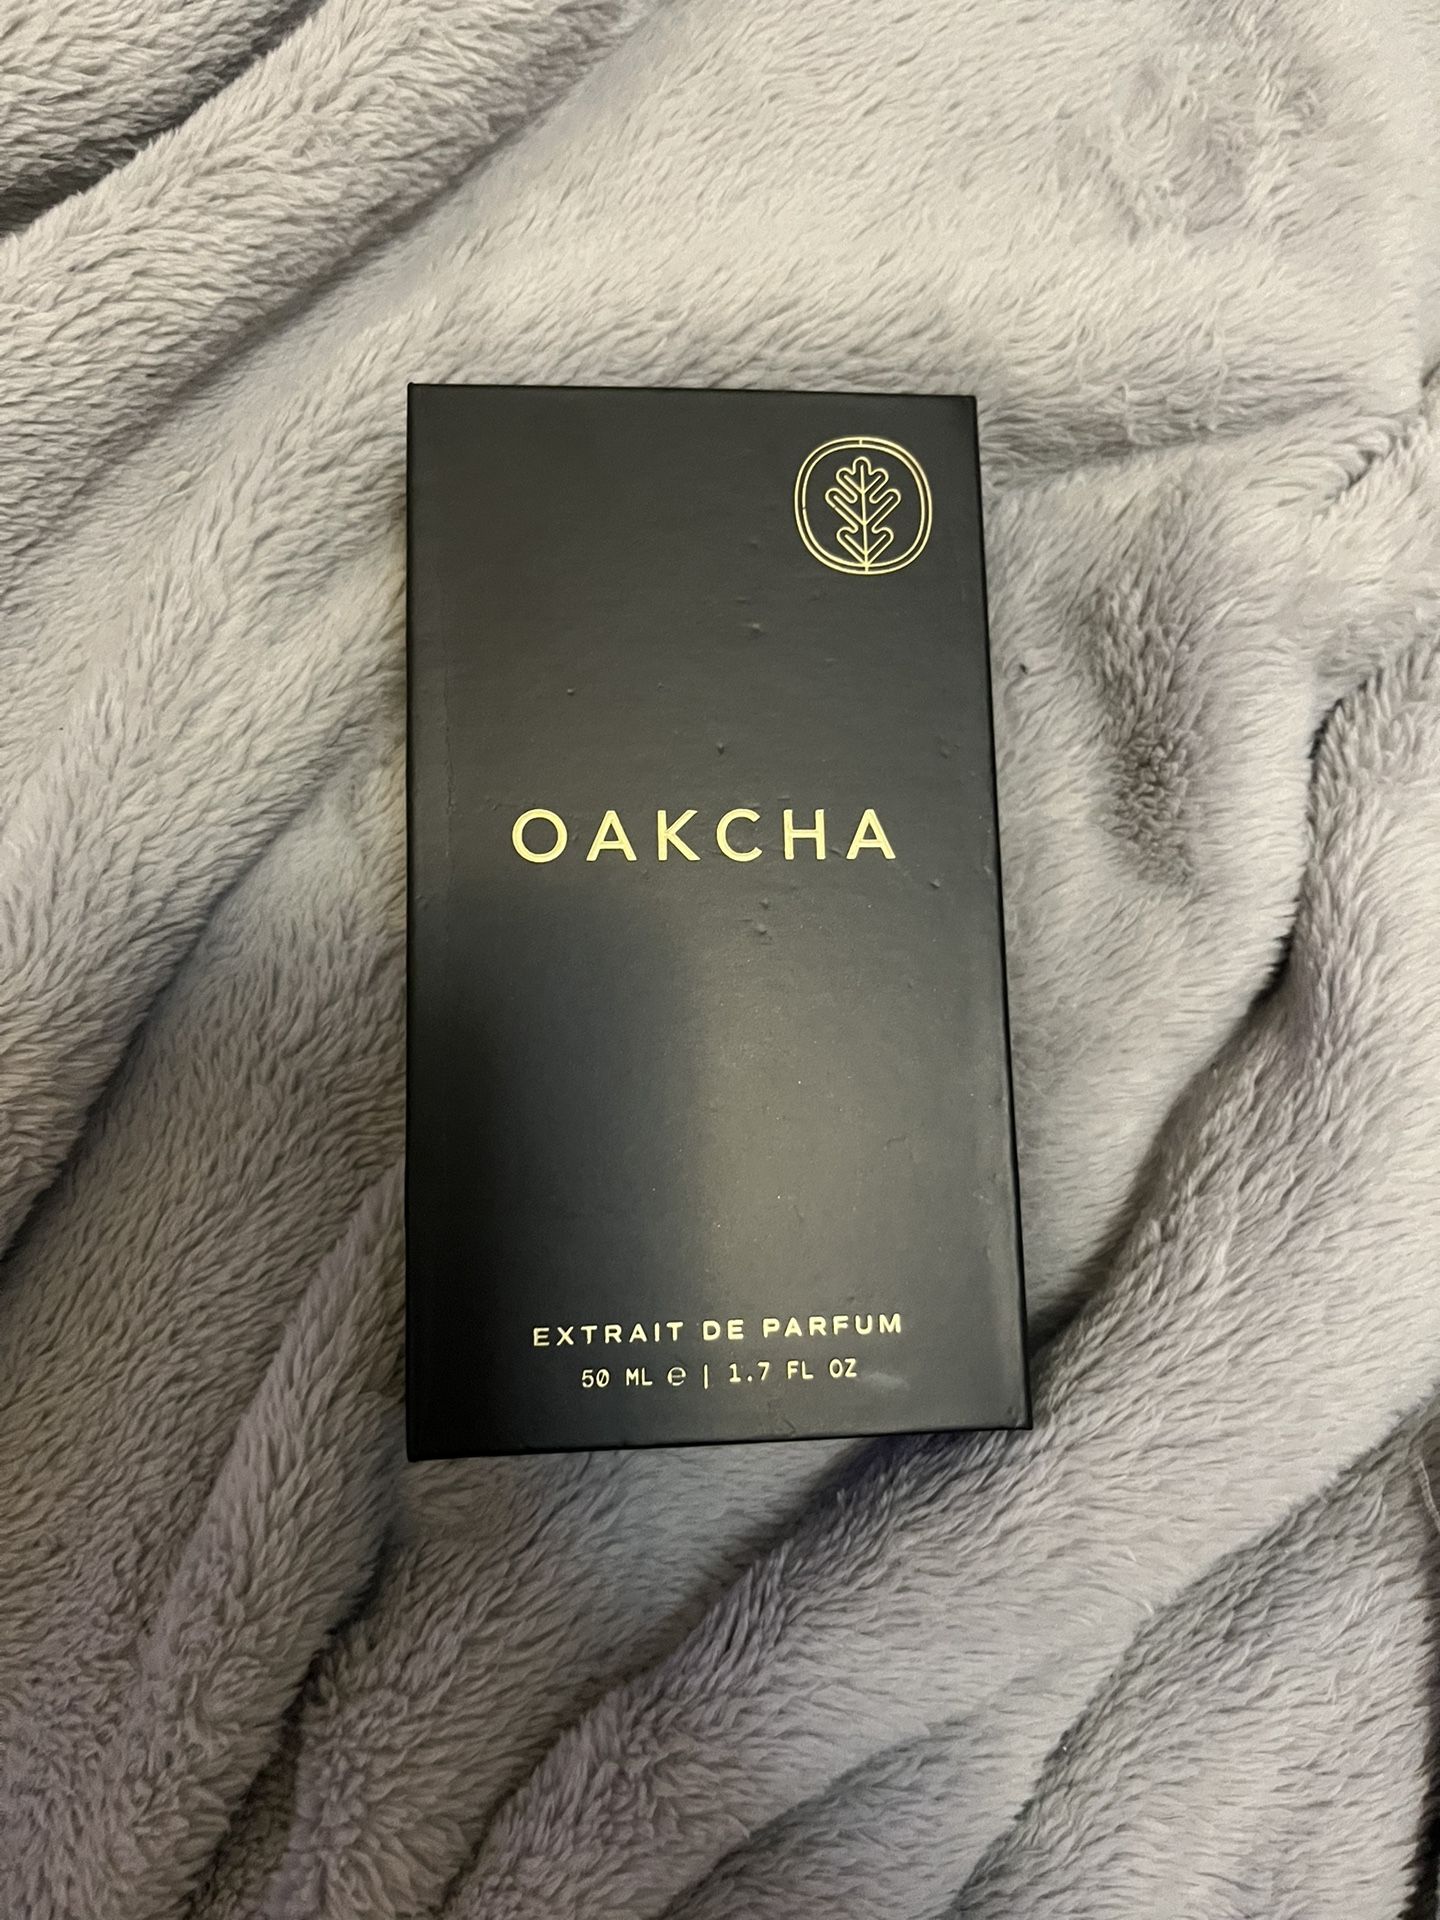 OAKCHA
EXTRAIT DE PARFUM
50 ML ℮ | 1.7 FL OZ